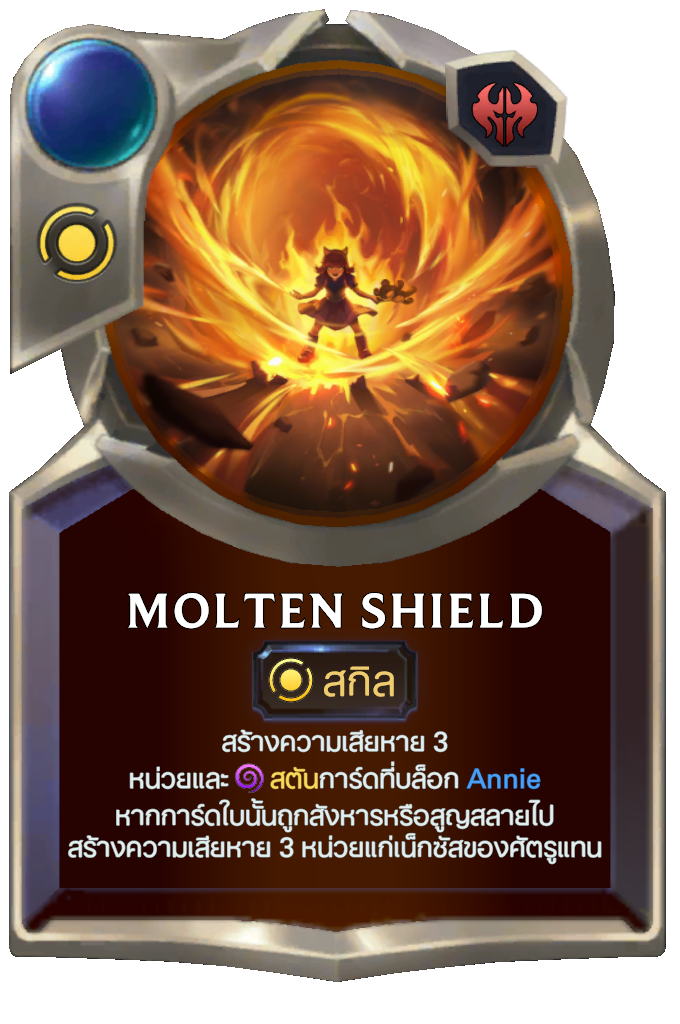 MOLTEN SHIELD
สกิล
สร้างความเสียหาย 3
หน่วยและ สตันการ์ดที่บล็อก Annie
หากการ์ดใบนั้นถูกสังหารหรือสูญสลายไป
สร้างความเสียหาย 3 หน่วยแก่เน็กซัสของศัตรูแทน